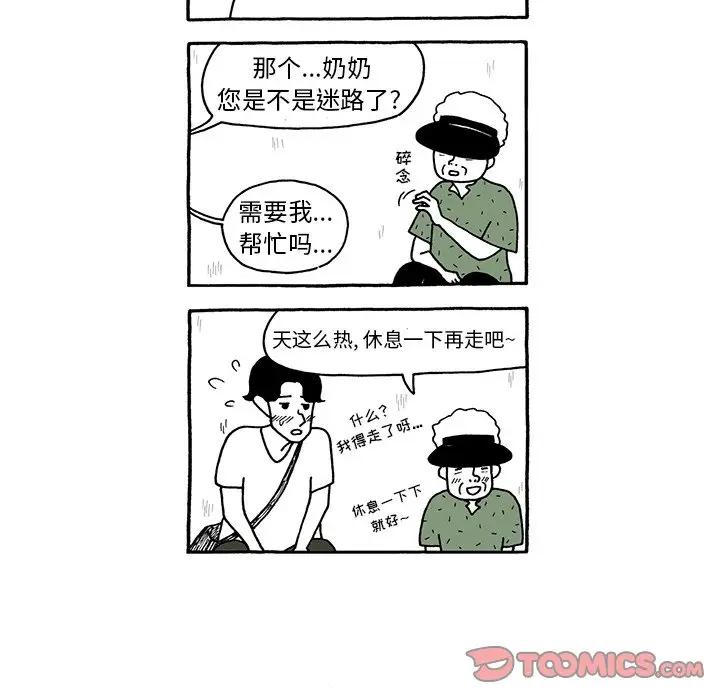 那个...奶奶
您是不是迷路了?
碎
念
需要我...
帮忙吗...
天这么热, 休息一下再走吧~
什么?
我得走了呀...
休息一下下
就好~
TOOMICS.COM